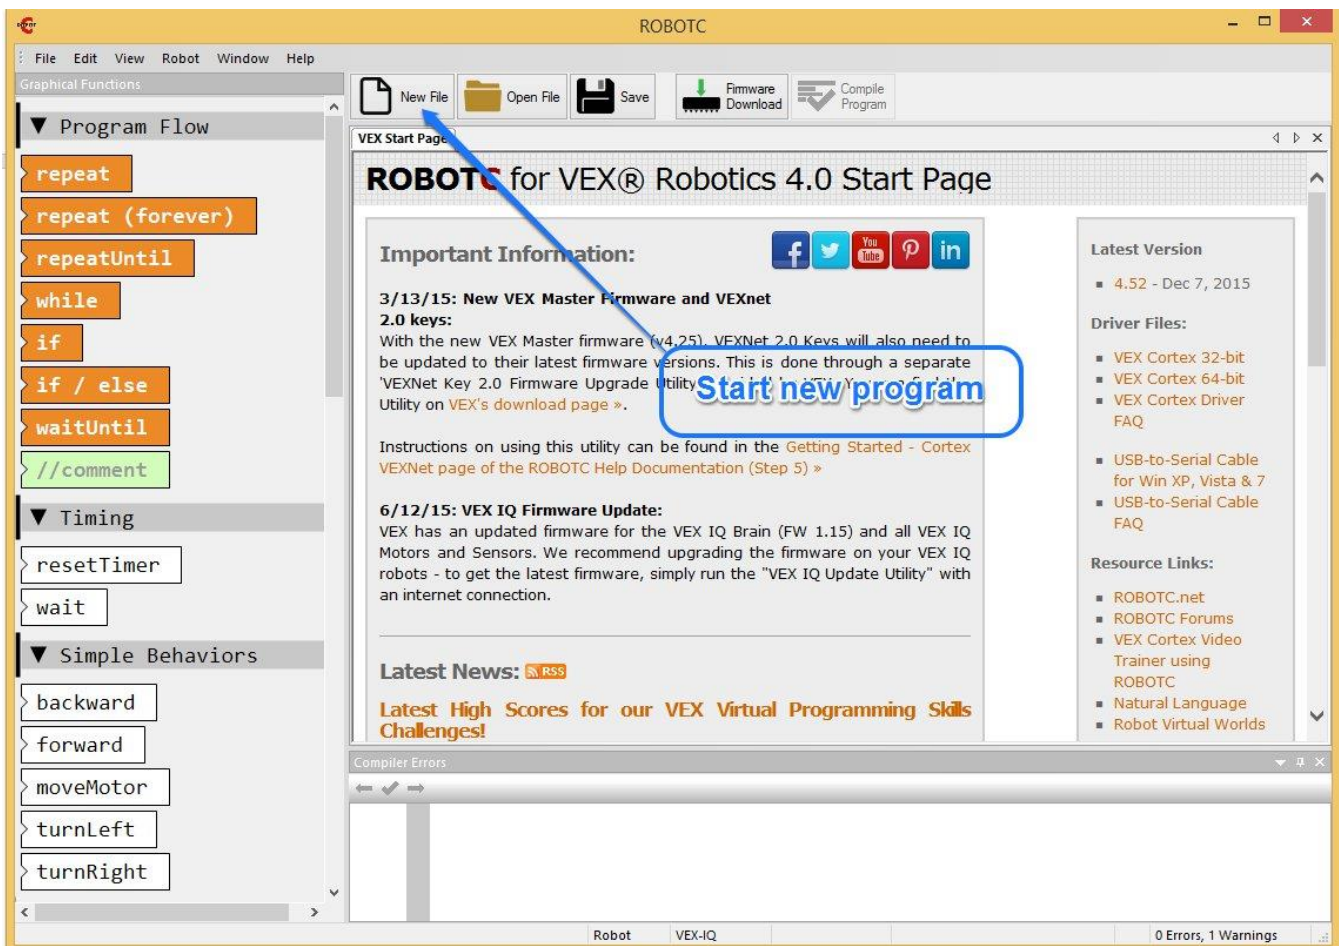 ROBOTC
File Edit View Robot Window Help
Graphical Functions
▼ Program Flow
repeat
repeat (forever)
repeatUntil
while
if
if / else
waitUntil
//comment
▼ Timing
resetTimer
wait
▼ Simple Behaviors
backward
forward
moveMotor
turnLeft
turnRight
New File
Open File
Save
Firmware
Download
Compile
Program
VEX Start Page
ROBOTC for VEX® Robotics 4.0 Start Page
Important Information:
You
Tube
in
3/13/15: New VEX Master Firmware and VEXnet
2.0 keys:
With the new VEX Master firmware (v4.25), VEXNet 2.0 Keys will also need to
be updated to their latest firmware versions. This is done through a separate
'VEXNet Key 2.0 Firmware Upgrade Utility
Utility on VEX's download page ».
Start new program
Instructions on using this utility can be found in the Getting Started - Cortex
VEXNet page of the ROBOTC Help Documentation (Step 5) »
6/12/15: VEX IQ Firmware Update:
VEX has an updated firmware for the VEX IQ Brain (FW 1.15) and all VEX IQ
Motors and Sensors. We recommend upgrading the firmware on your VEX IQ
robots - to get the latest firmware, simply run the "VEX IQ Update Utility" with
an internet connection.
Latest News: RSS
Latest High Scores for our VEX Virtual Programming Skills
Challenges!
Latest Version
4.52 - Dec 7, 2015
Driver Files:
VEX Cortex 32-bit
VEX Cortex 64-bit
VEX Cortex Driver
FAQ
USB-to-Serial Cable
for Win XP, Vista & 7
USB-to-Serial Cable
FAQ
Resource Links:
ROBOTC.net
ROBOTC Forums
VEX Cortex Video
Trainer using
ROBOTC
Natural Language
Robot Virtual Worlds
Compiler Errors
Robot VEX-IQ 0 Errors, 1 Warnings